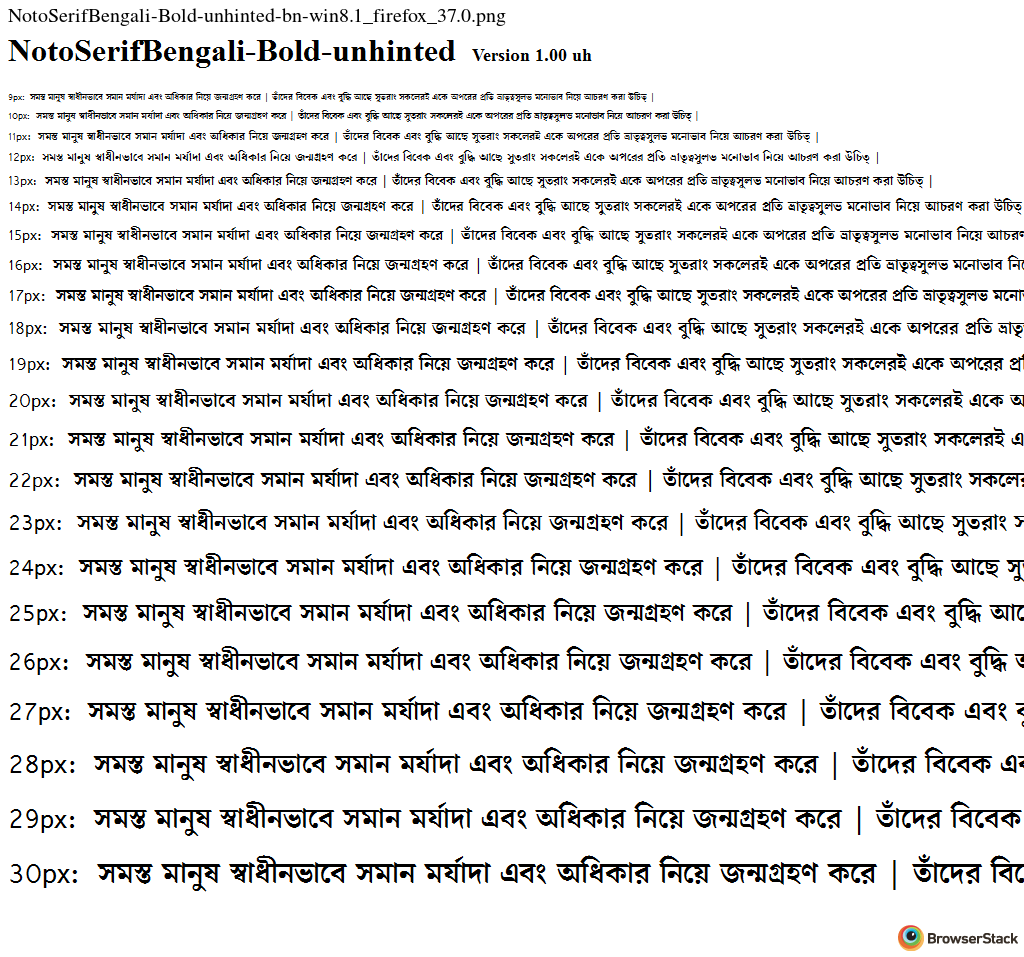 NotoSerifBengali-Bold-unhinted-bn-win8.1_firefox_37.0.png
NotoSerifBengali-Bold-unhinted Version 1.00 uh
9px: সমস্ত মানুষ স্বাধীনভাবে সমান মর্যাদা এবং অধিকার নিয়ে জন্মগ্রহণ করে | তাঁদের বিবেক এবং বুদ্ধি আছে সুতরাং সকলেরই একে অপরের প্রতি ভ্রাতৃত্বসুলভ মনোভাব নিয়ে আচরণ করা উচিত্ |
10px: সমস্ত মানুষ স্বাধীনভাবে সমান মর্যাদা এবং অধিকার নিয়ে জন্মগ্রহণ করে | তাঁদের বিবেক এবং বুদ্ধি আছে সুতরাং সকলেরই একে অপরের প্রতি ভ্রাতৃত্বসুলভ মনোভাব নিয়ে আচরণ করা উচিত্ |
11px: সমস্ত মানুষ স্বাধীনভাবে সমান মর্যাদা এবং অধিকার নিয়ে জন্মগ্রহণ করে | তাঁদের বিবেক এবং বুদ্ধি আছে সুতরাং সকলেরই একে অপরের প্রতি ভ্রাতৃত্বসুলভ মনোভাব নিয়ে আচরণ করা উচিত্ |
12px: সমস্ত মানুষ স্বাধীনভাবে সমান মর্যাদা এবং অধিকার নিয়ে জন্মগ্রহণ করে | তাঁদের বিবেক এবং বুদ্ধি আছে সুতরাং সকলেরই একে অপরের প্রতি ভ্রাতৃত্বসুলভ মনোভাব নিয়ে আচরণ করা উচিত্ |
13px: সমস্ত মানুষ স্বাধীনভাবে সমান মর্যাদা এবং অধিকার নিয়ে জন্মগ্রহণ করে | তাঁদের বিবেক এবং বুদ্ধি আছে সুতরাং সকলেরই একে অপরের প্রতি ভ্রাতৃত্বসুলভ মনোভাব নিয়ে আচরণ করা উচিত্ |
14px: সমস্ত মানুষ স্বাধীনভাবে সমান মর্যাদা এবং অধিকার নিয়ে জন্মগ্রহণ করে | তাঁদের বিবেক এবং বুদ্ধি আছে সুতরাং সকলেরই একে অপরের প্রতি ভ্রাতৃত্বসুলভ মনোভাব নিয়ে আচরণ করা উচিত্
15px: সমস্ত মানুষ স্বাধীনভাবে সমান মর্যাদা এবং অধিকার নিয়ে জন্মগ্রহণ করে | তাঁদের বিবেক এবং বুদ্ধি আছে সুতরাং সকলেরই একে অপরের প্রতি ভ্রাতৃত্বসুলভ মনোভাব নিয়ে
16px: সমস্ত মানুষ স্বাধীনভাবে সমান মর্যাদা এবং অধিকার নিয়ে জন্মগ্রহণ করে | তাঁদের বিবেক এবং বুদ্ধি আছে সুতরাং সকলেরই একে অপরের প্রতি ভ্রাতৃত্বসুলভ মনোভাব
17px: সমস্ত মানুষ স্বাধীনভাবে সমান মর্যাদা এবং অধিকার নিয়ে জন্মগ্রহণ করে | তাঁদের বিবেক এবং বুদ্ধি আছে সুতরাং সকলেরই একে অপরের প্রতি ভ্রাতৃত্বসুলভ
18px: সমস্ত মানুষ স্বাধীনভাবে সমান মর্যাদা এবং অধিকার নিয়ে জন্মগ্রহণ করে | তাঁদের বিবেক এবং বুদ্ধি আছে সুতরাং সকলেরই একে অপরের প্রতি
19px: সমস্ত মানুষ স্বাধীনভাবে সমান মর্যাদা এবং অধিকার নিয়ে জন্মগ্রহণ করে | তাঁদের বিবেক এবং বুদ্ধি আছে সুতরাং সকলেরই একে অপরের
20px: সমস্ত মানুষ স্বাধীনভাবে সমান মর্যাদা এবং অধিকার নিয়ে জন্মগ্রহণ করে | তাঁদের বিবেক এবং বুদ্ধি আছে সুতরাং সকলেরই একে
21px: সমস্ত মানুষ স্বাধীনভাবে সমান মর্যাদা এবং অধিকার নিয়ে জন্মগ্রহণ করে | তাঁদের বিবেক এবং বুদ্ধি আছে সুতরাং সকলেরই
22px: সমস্ত মানুষ স্বাধীনভাবে সমান মর্যাদা এবং অধিকার নিয়ে জন্মগ্রহণ করে | তাঁদের বিবেক এবং বুদ্ধি আছে সুতরাং
23px: সমস্ত মানুষ স্বাধীনভাবে সমান মর্যাদা এবং অধিকার নিয়ে জন্মগ্রহণ করে | তাঁদের বিবেক এবং বুদ্ধি আছে সুতরাং
24px: সমস্ত মানুষ স্বাধীনভাবে সমান মর্যাদা এবং অধিকার নিয়ে জন্মগ্রহণ করে | তাঁদের বিবেক এবং বুদ্ধি আছে
25px: সমস্ত মানুষ স্বাধীনভাবে সমান মর্যাদা এবং অধিকার নিয়ে জন্মগ্রহণ করে | তাঁদের বিবেক এবং বুদ্ধি
26px: সমস্ত মানুষ স্বাধীনভাবে সমান মর্যাদা এবং অধিকার নিয়ে জন্মগ্রহণ করে | তাঁদের বিবেক এবং বুদ্ধি
27px: সমস্ত মানুষ স্বাধীনভাবে সমান মর্যাদা এবং অধিকার নিয়ে জন্মগ্রহণ করে | তাঁদের বিবেক এবং
28px: সমস্ত মানুষ স্বাধীনভাবে সমান মর্যাদা এবং অধিকার নিয়ে জন্মগ্রহণ করে | তাঁদের বিবেক
29px: সমস্ত মানুষ স্বাধীনভাবে সমান মর্যাদা এবং অধিকার নিয়ে জন্মগ্রহণ করে | তাঁদের বিবেক
30px: সমস্ত মানুষ স্বাধীনভাবে সমান মর্যাদা এবং অধিকার নিয়ে জন্মগ্রহণ করে | তাঁদের
BrowserStack